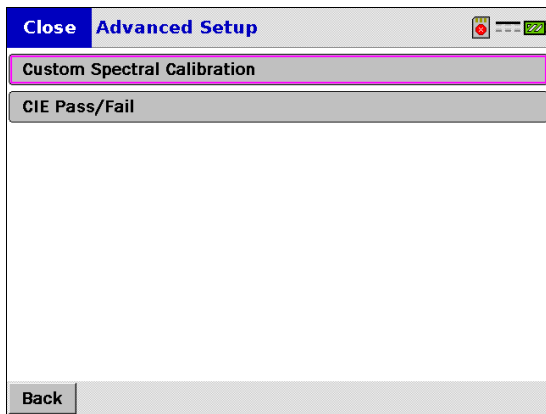 Close Advanced Setup
Custom Spectral Calibration
CIE Pass/Fail
Back